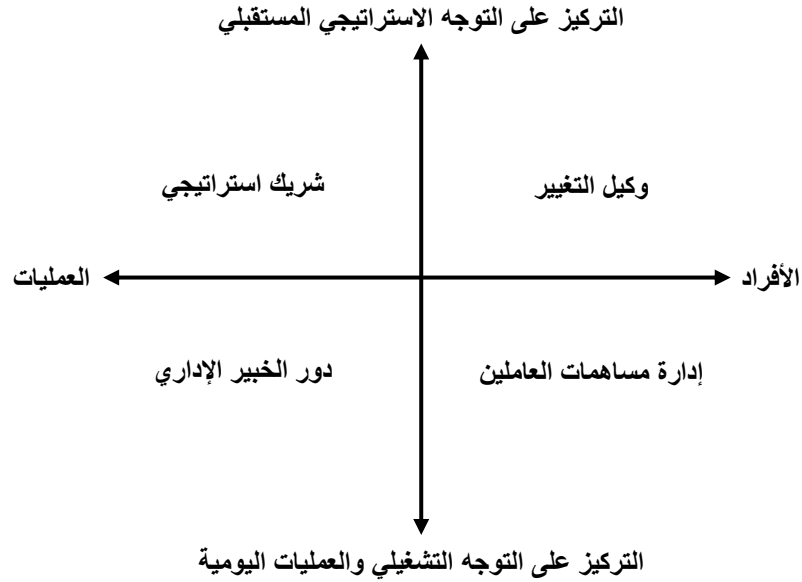 التركيز على التوجه الاستراتيجي المستقبلي
وكيل التغيير
شريك استراتيجي
الأفراد
العمليات
إدارة مساهمات العاملين
دور الخبير الإداري
التركيز على التوجه التشغيلي والعمليات اليومية